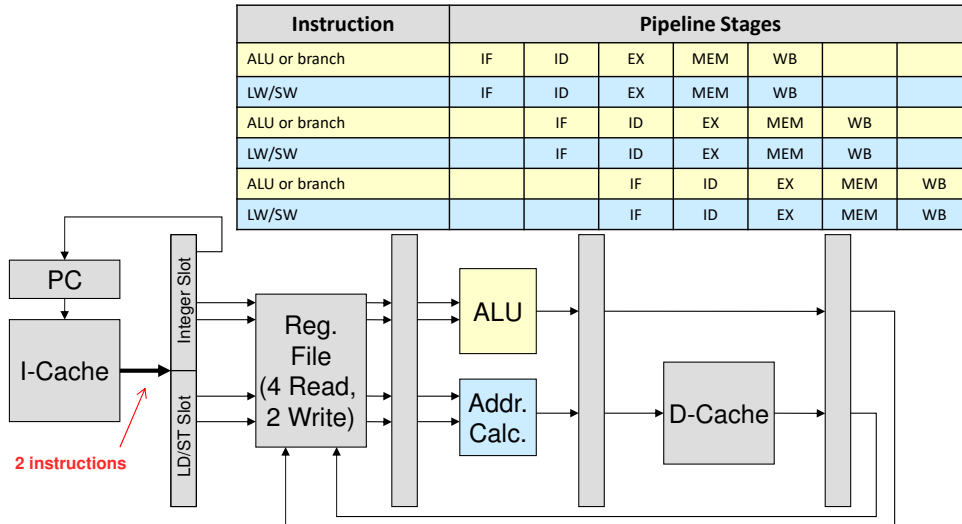 Instruction Pipeline Stages
ALU or branch IF ID EX MEM WB
LW/SW IF ID EX MEM WB
ALU or branch IF ID EX MEM WB
LW/SW IF ID EX MEM WB
ALU or branch IF ID EX MEM WB
LW/SW IF ID EX MEM WB
PC
I-Cache
2 instructions
Integer Slot
LD/ST Slot
Reg.
File
(4 Read,
2 Write)
ALU
Addr.
Calc.
D-Cache